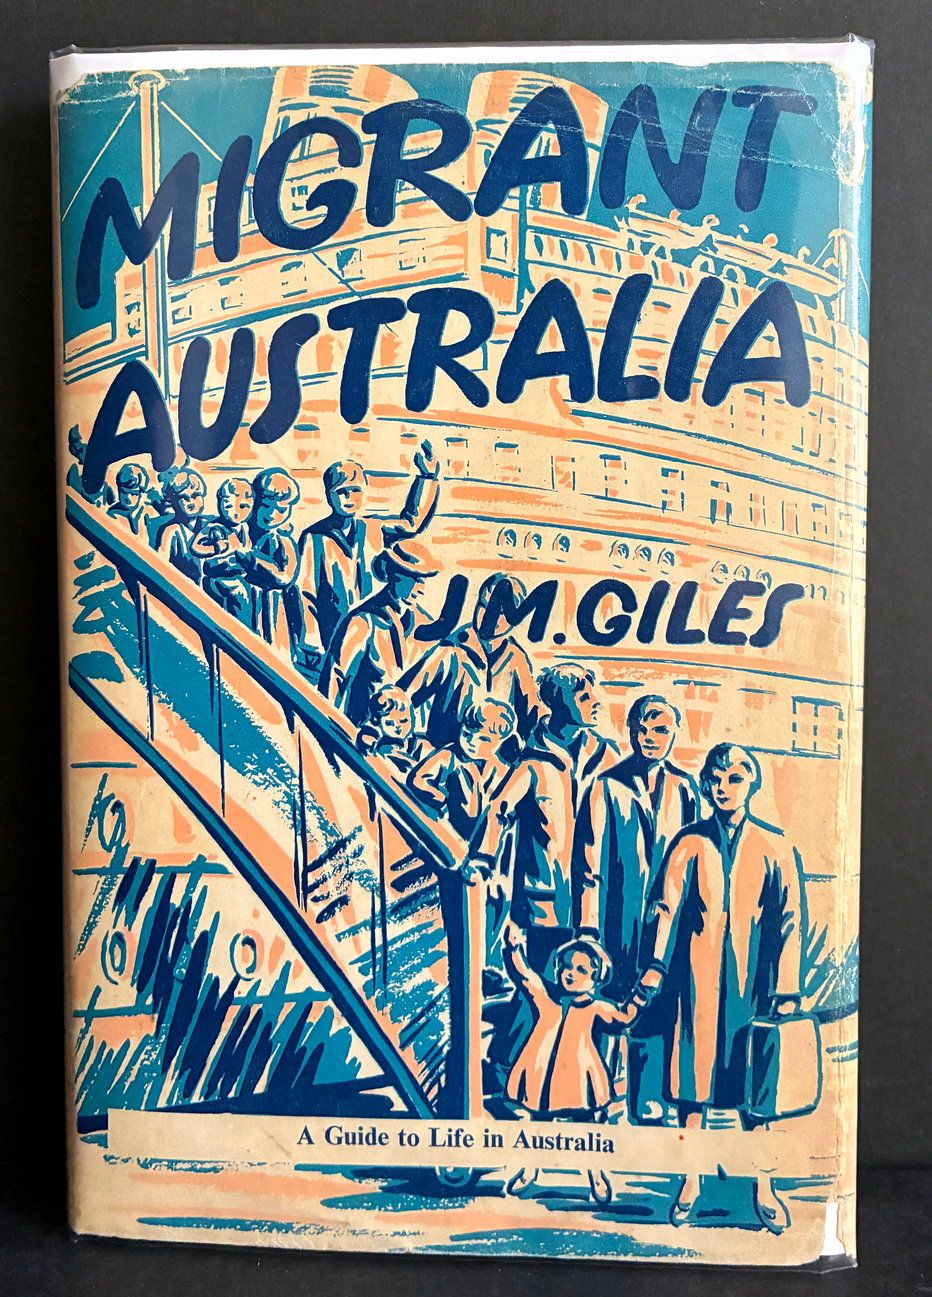 MIGRANT
AUSTRALIA
J.M. GILES
A Guide to Life in Australia